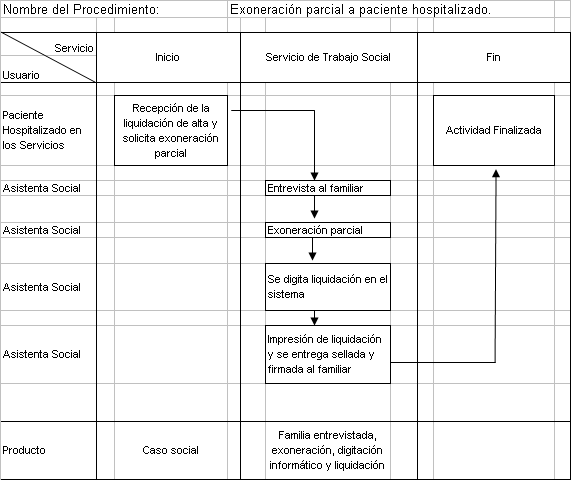 Nombre del Procedimiento: Exoneración parcial a paciente hospitalizado.
Servicio
Usuario
Inicio
Servicio de Trabajo Social
Fin
Paciente
Hospitalizado en
los Servicios
Recepción de la
liquidación de alta y
solicita exoneración
parcial
Actividad Finalizada
Asistenta Social
Entrevista al familiar
Asistenta Social
Exoneración parcial
Asistenta Social
Se digita liquidación en el
sistema
Asistenta Social
Impresión de liquidación
y se entrega sellada y
firmada al familiar
Producto
Caso social
Familia entrevistada,
exoneración, digitación
informático y liquidación